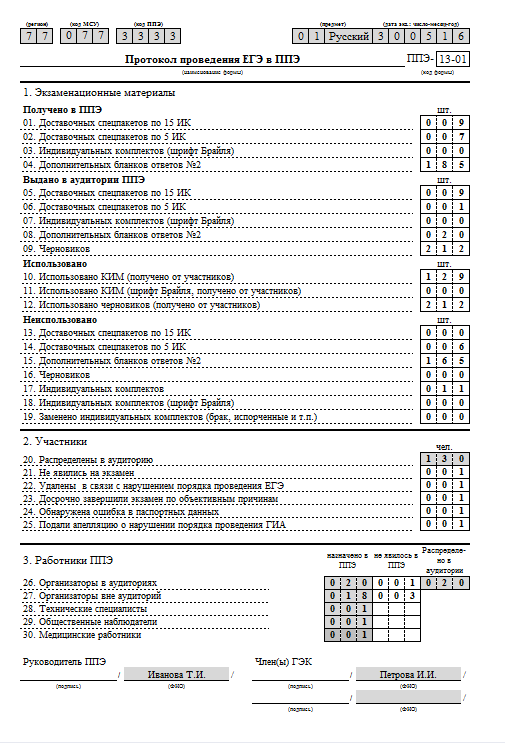 (регион) (код МСУ) (код ППЭ) (предмет) (дата экз.: число-месяц-год)
7 7 0 7 7 3 3 3 3 0 1 Русский 3 0 0 5 1 6
Протокол проведения ЕГЭ в ППЭ ППЭ- 13-01
(наименование формы) (код формы)
1. Экзаменационные материалы
Получено в ППЭ шт.
01. Доставочных спецпакетов по 15 ИК 0 0 9
02. Доставочных спецпакетов по 5 ИК 0 0 7
03. Индивидуальных комплектов (шрифт Брайля) 0 0 0
04. Дополнительных бланков ответов №2 1 8 5
Выдано в аудитории ППЭ шт.
05. Доставочных спецпакетов по 15 ИК 0 0 9
06. Доставочных спецпакетов по 5 ИК 0 0 1
07. Индивидуальных комплектов (шрифт Брайля) 0 0 0
08. Дополнительных бланков ответов №2 0 2 0
09. Черновиков 2 1 2
Использовано шт.
10. Использовано КИМ (получено от участников) 1 2 9
11. Использовано КИМ (шрифт Брайля, получено от участников) 0 0 0
12. Использовано черновиков (получено от участников) 2 1 2
Неиспользовано шт.
13. Доставочных спецпакетов по 15 ИК 0 0 0
14. Доставочных спецпакетов по 5 ИК 0 0 6
15. Дополнительных бланков ответов №2 1 6 5
16. Черновиков 0 0 0
17. Индивидуальных комплектов 0 1 1
18. Индивидуальных комплектов (шрифт Брайля) 0 0 0
19. Заменено индивидуальных комплектов (брак, испорченные и т.п.) 0 0 0
2. Участники чел.
20. Распределены в аудиторию 1 3 0
21. Не явились на экзамен 0 0 1
22. Удалены в связи с нарушением порядка проведения ЕГЭ 0 0 1
23. Досрочно завершили экзамен по объективным причинам 0 0 1
24. Обнаружена ошибка в паспортных данных 0 0 1
25. Подали апелляцию о нарушении порядка проведения ГИА 0 0 1
3. Работники ППЭ назначено в ППЭ не явилось в ППЭ Распределено в аудитории
26. Организаторы в аудиториях 0 2 0 0 0 1 0 2 0
27. Организаторы вне аудиторий 0 1 8 0 0 3
28. Технические специалисты 0 0 1
29. Общественные наблюдатели 0 0 1
30. Медицинские работники 0 0 1
Руководитель ППЭ Член(ы) ГЭК
/ Иванова Т.И. / / Петрова И.И. /
(подпись) (ФИО) (подпись) (ФИО)
/ /
(подпись) (ФИО)